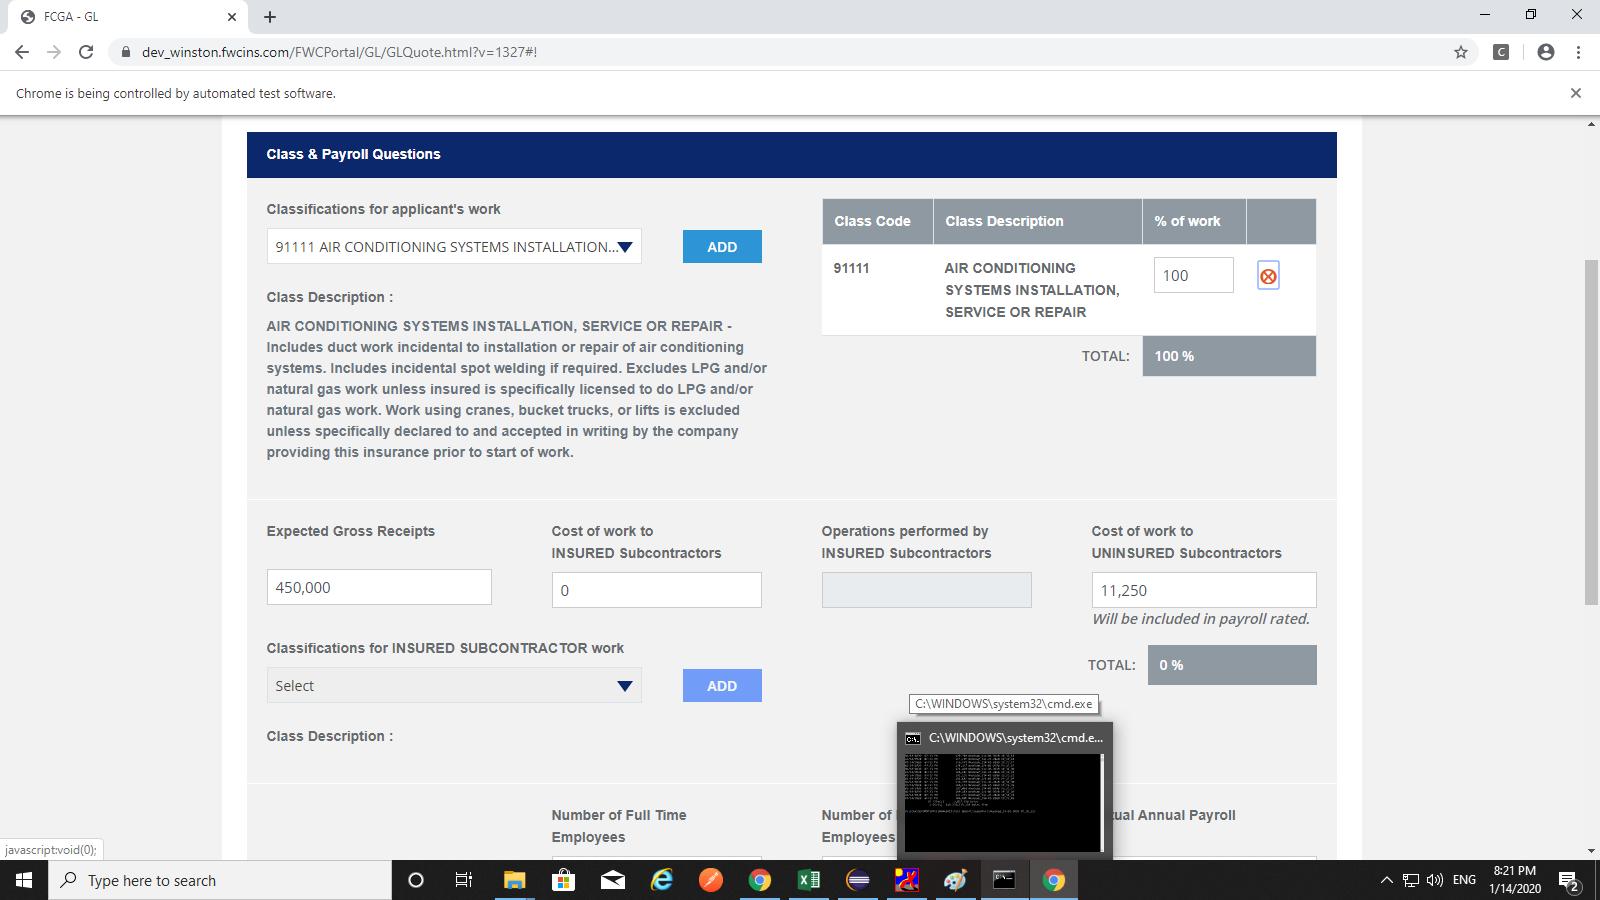 FCGA - GL
dev_winston.fwcins.com/FWCPortal/GL/GLQuote.html?v=1327#!
Chrome is being controlled by automated test software.
Class & Payroll Questions
Classifications for applicant's work
91111 AIR CONDITIONING SYSTEMS INSTALLATION...
ADD
Class Description :
AIR CONDITIONING SYSTEMS INSTALLATION, SERVICE OR REPAIR -
Includes duct work incidental to installation or repair of air conditioning
systems. Includes incidental spot welding if required. Excludes LPG and/or
natural gas work unless insured is specifically licensed to do LPG and/or
natural gas work. Work using cranes, bucket trucks, or lifts is excluded
unless specifically declared to and accepted in writing by the company
providing this insurance prior to start of work.
Class Code Class Description % of work
91111 AIR CONDITIONING 100
SYSTEMS INSTALLATION,
SERVICE OR REPAIR
TOTAL: 100 %
Expected Gross Receipts
450,000
Cost of work to
INSURED Subcontractors
0
Operations performed by
INSURED Subcontractors
Cost of work to
UNINSURED Subcontractors
11,250
Will be included in payroll rated.
Classifications for INSURED SUBCONTRACTOR work
Select
ADD
TOTAL: 0 %
Class Description :
C:\WINDOWS\system32\cmd.exe
C:\WINDOWS\system32\cmd.e...
Number of Full Time
Employees
Number of
Employees
ual Annual Payroll
javascript:void(0);
Type here to search
ENG
8:21 PM
1/14/2020
2